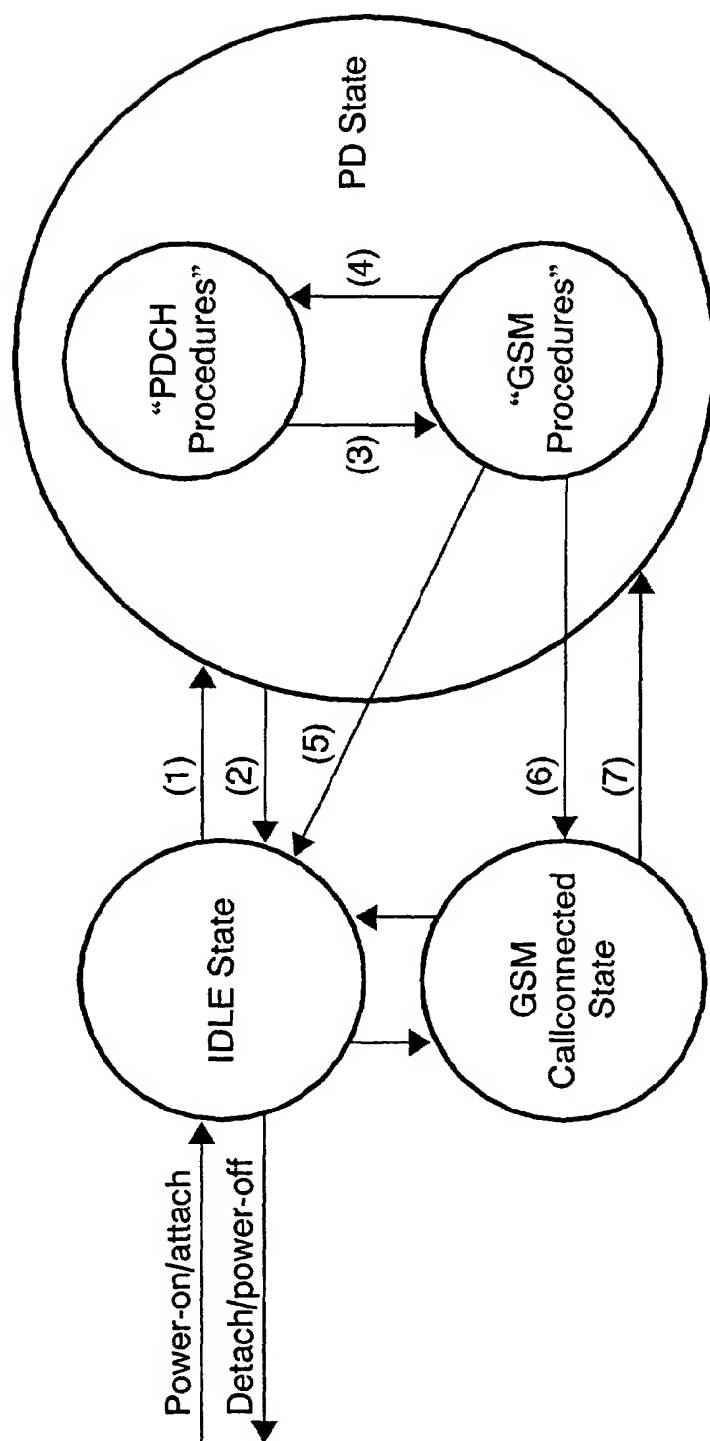 Power-on/attach
Detach/power-off
IDLE State
(1)
(2)
(5)
GSM
Callconnected
State
(6)
(7)
PD State
“PDCH
Procedures”
(3)
(4)
“GSM
Procedures”